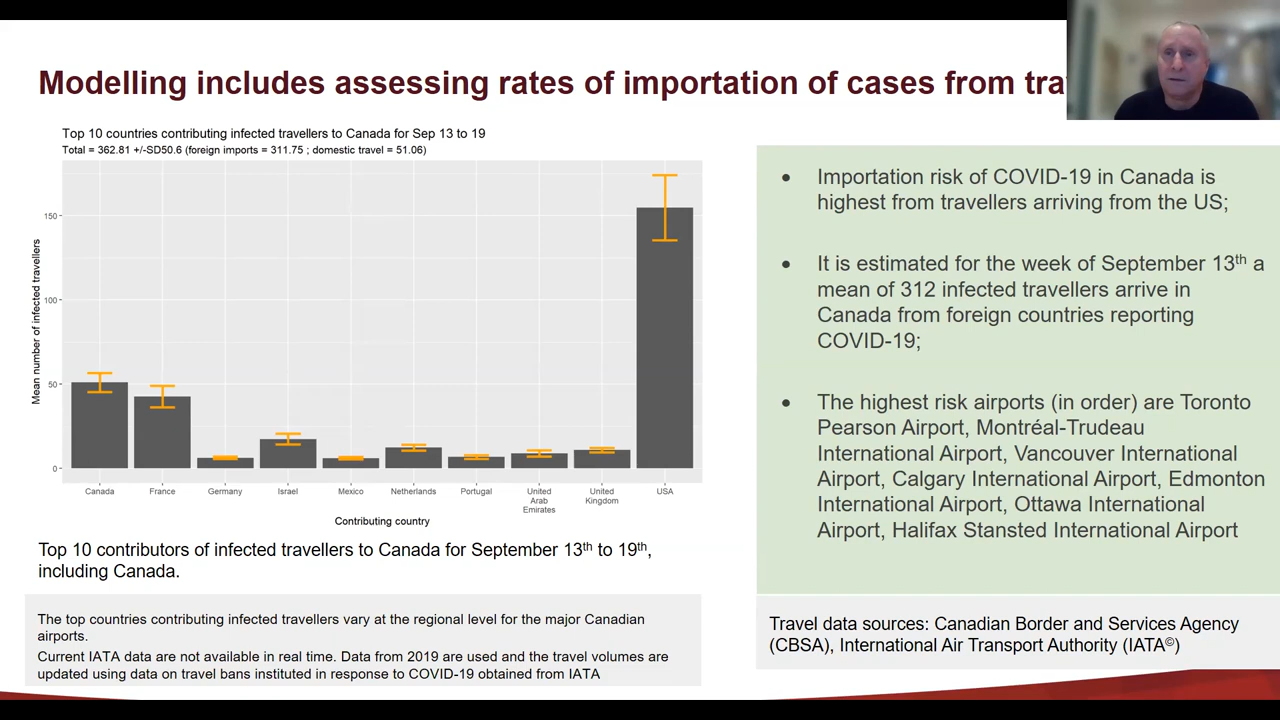 Modelling includes assessing rates of importation of cases from
Top 10 countries contributing infected travellers to Canada for Sep 13 to 19
Total = 362.81 +/-SD50.6 (foreign imports = 311.75 ; domestic travel = 51.06)
Mean number of infected travellers
150
100
50
0
Canada France Germany Israel Mexico Netherlands Portugal United Arab Emirates United Kingdom USA
Contributing country
Top 10 contributors of infected travellers to Canada for September 13th to 19th,
including Canada.
The top countries contributing infected travellers vary at the regional level for the major Canadian
airports.
Current IATA data are not available in real time. Data from 2019 are used and the travel volumes are
updated using data on travel bans instituted in response to COVID-19 obtained from IATA
• Importation risk of COVID-19 in Canada is
highest from travellers arriving from the US;
• It is estimated for the week of September 13th a
mean of 312 infected travellers arrive in
Canada from foreign countries reporting
COVID-19;
• The highest risk airports (in order) are Toronto
Pearson Airport, Montréal-Trudeau
International Airport, Vancouver International
Airport, Calgary International Airport, Edmonton
International Airport, Ottawa International
Airport, Halifax Stansted International Airport
Travel data sources: Canadian Border and Services Agency
(CBSA), International Air Transport Authority (IATA©)